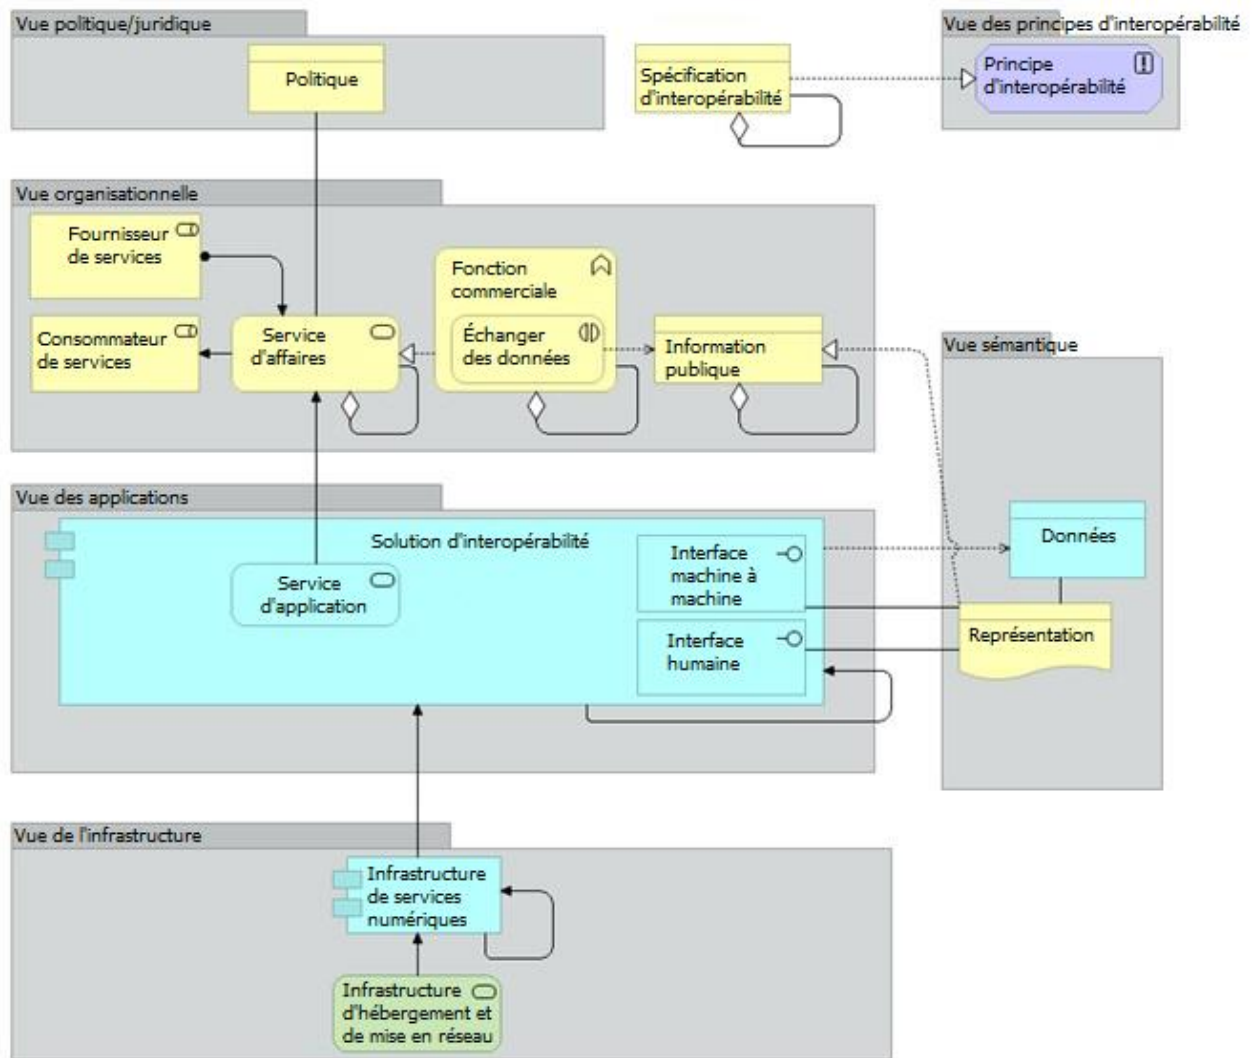 Vue politique/juridique
Politique
Spécification
d'interopérabilité
Vue des principes d'interopérabilité
Principe
d'interopérabilité
Vue organisationnelle
Fournisseur
de services
Consommateur
de services
Service
d'affaires
Fonction
commerciale
Échanger
des données
Information
publique
Vue sémantique
Données
Représentation
Vue des applications
Solution d'interopérabilité
Service
d'application
Interface
machine à
machine
Interface
humaine
Vue de l'infrastructure
Infrastructure
de services
numériques
Infrastructure
d'hébergement et
de mise en réseau